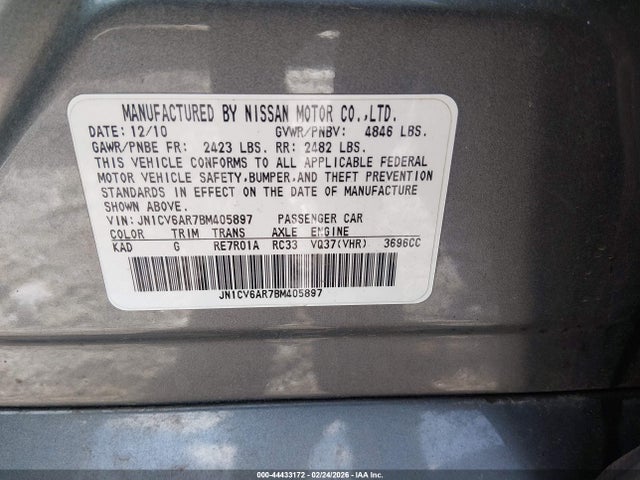 MANUFACTURED BY NISSAN MOTOR CO.,LTD.
DATE: 12/10 GVWR/PNBV: 4846 LBS.
GAWR/PNBE FR: 2423 LBS. RR: 2482 LBS.
THIS VEHICLE CONFORMS TO ALL APPLICABLE FEDERAL
MOTOR VEHICLE SAFETY,BUMPER,AND THEFT PREVENTION
STANDARDS IN EFFECT ON THE DATE OF MANUFACTURE
SHOWN ABOVE.
VIN: JN1CV6AR7BM405897 PASSENGER CAR
COLOR TRIM TRANS AXLE ENGINE
KAD G RE7R01A RC33 VQ37(VHR) 3696CC
JN1CV6AR7BM405897
000-44433172 - 02/24/2026 - IAA Inc.